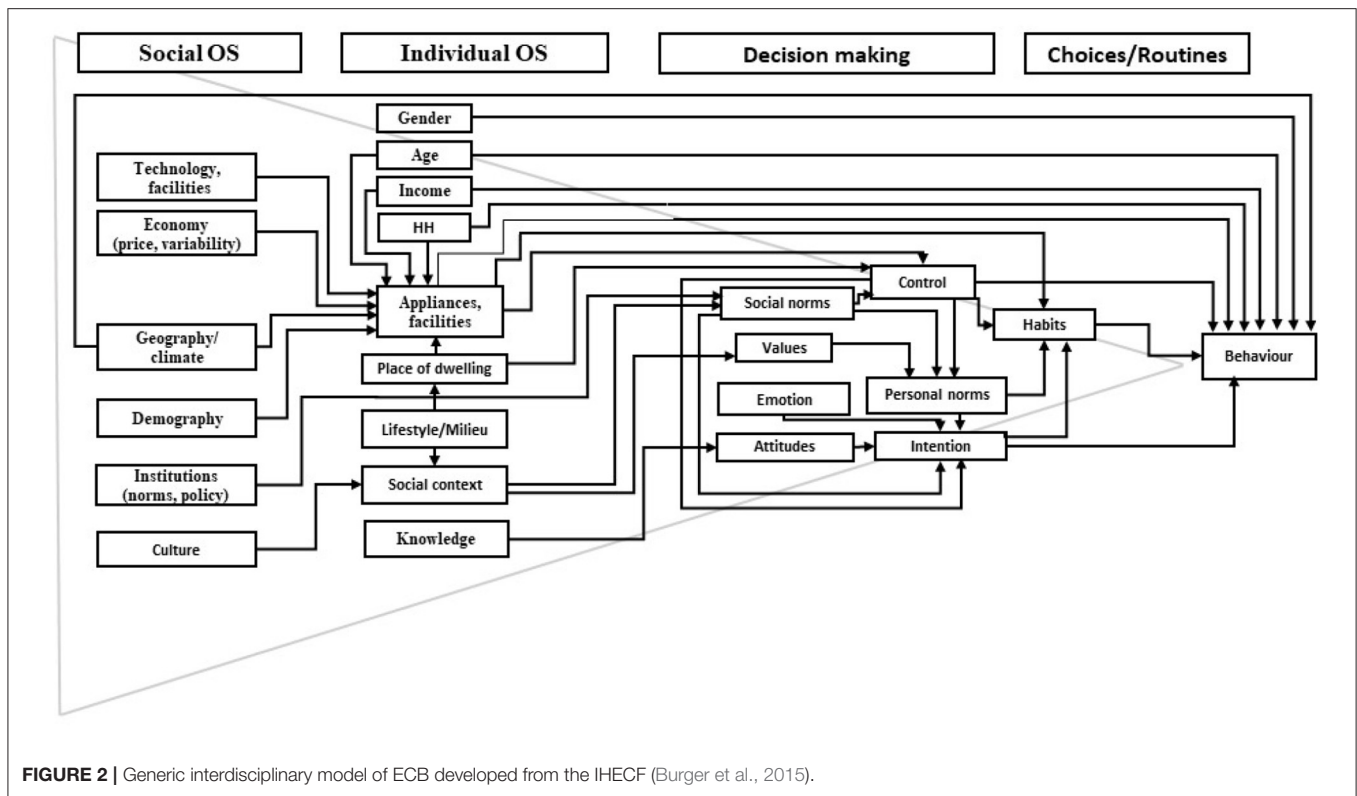 Social OS
Individual OS
Decision making
Choices/Routines
Gender
Age
Income
HH
Technology,
facilities
Economy
(price, variability)
Geography/
climate
Demography
Institutions
(norms, policy)
Culture
Appliances,
facilities
Place of dwelling
Lifestyle/Milieu
Social context
Knowledge
Social norms
Values
Emotion
Attitudes
Control
Personal norms
Intention
Habits
Behaviour
FIGURE 2 | Generic interdisciplinary model of ECB developed from the IHECF (Burger et al., 2015).